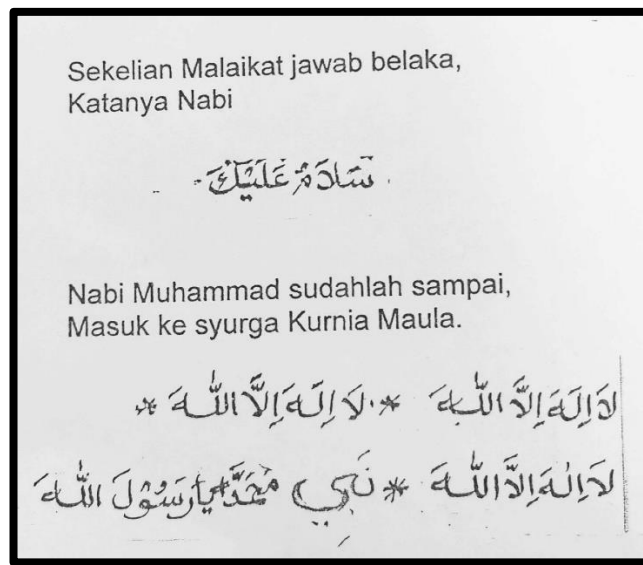 Sekelian Malaikat jawab belaka,
Katanya Nabi
سَلَامٌ عَلَيْكَ
Nabi Muhammad sudahlah sampai,
Masuk ke syurga Kurnia Maula.
لَا إِلَهَ إِلَّا اللَّهَ * لَا إِلَهَ إِلَّا اللَّهَ *
لَا إِلَهَ إِلَّا اللَّهَ * نَبِي مُحَمَّدْ يَا رَسُوْلَ اللَّهَ